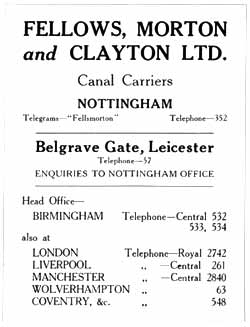 FELLOWS, MORTON
and CLAYTON LTD.
Canal Carriers
NOTTINGHAM
Telegrams—"Fellsmorton" Telephone—352
Belgrave Gate, Leicester
Telephone—57
ENQUIRIES TO NOTTINGHAM OFFICE
Head Office—
BIRMINGHAM Telephone—Central 532
533, 534
also at
LONDON Telephone—Royal 2742
LIVERPOOL ,, —Central 261
MANCHESTER ,, —Central 2840
WOLVERHAMPTON ,, 63
COVENTRY, &c. ,, 548